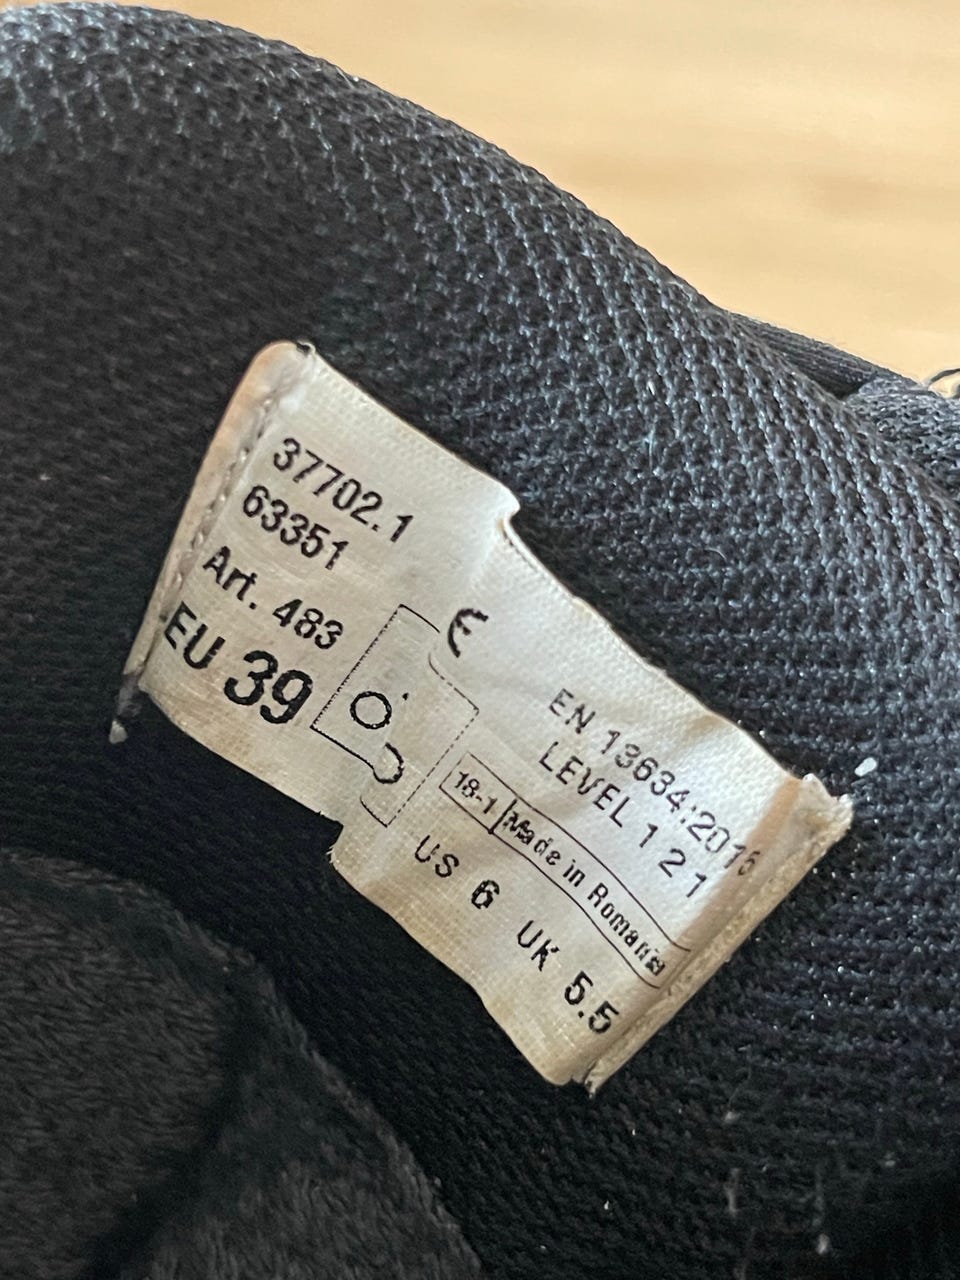 37702.1
63351
Art. 483
EU 39
EN 13634:2015
LEVEL 1 2 1
18-1 Made in Romania
US 6 UK 5.5